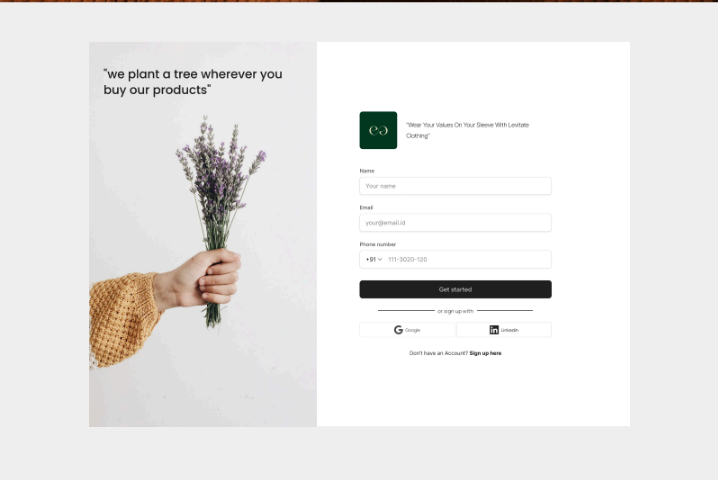 "we plant a tree wherever you
buy our products"
"Wear Your Values On Your Sleeve With Levitate
Clothing"
Name
Your name
Email
your@email.id
Phone number
+91 111-3020-120
Get started
or sign up with
Google
LinkedIn
Don't have an Account? Sign up here